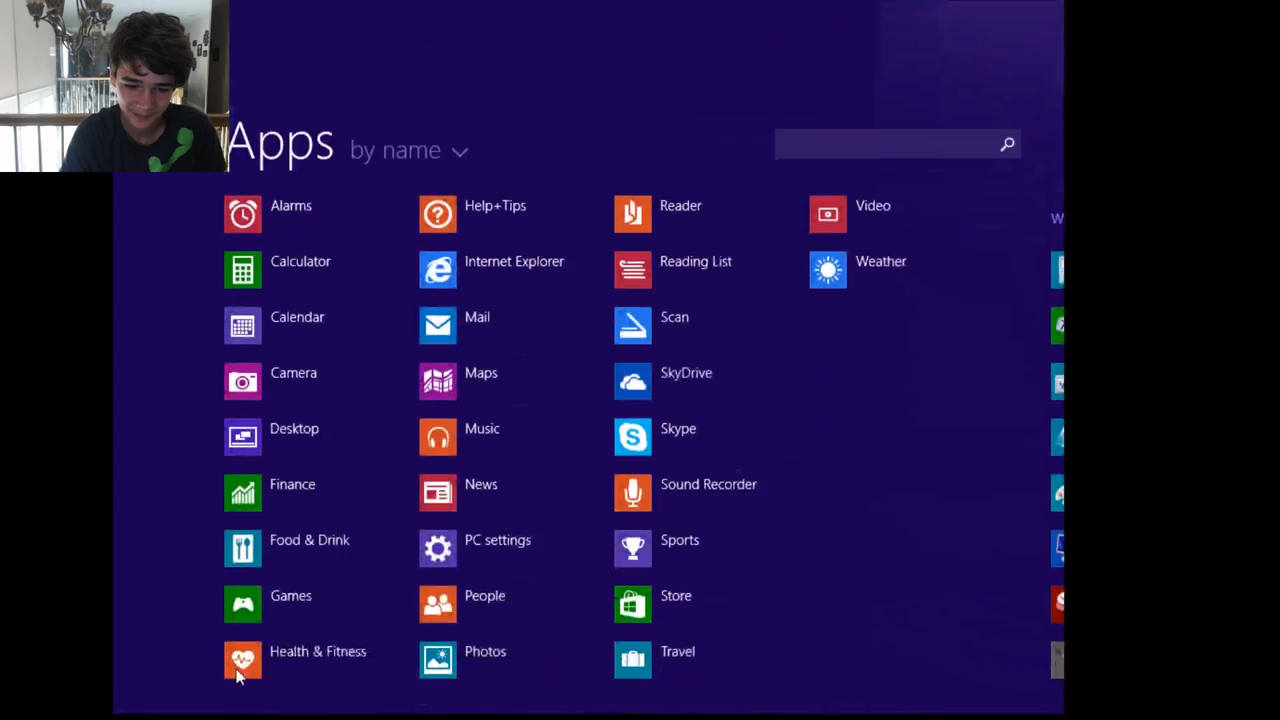 Apps by name
Alarms
Calculator
Calendar
Camera
Desktop
Finance
Food & Drink
Games
Health & Fitness
Help+Tips
Internet Explorer
Mail
Maps
Music
News
PC settings
People
Photos
Reader
Reading List
Scan
SkyDrive
Skype
Sound Recorder
Sports
Store
Travel
Video
Weather
W